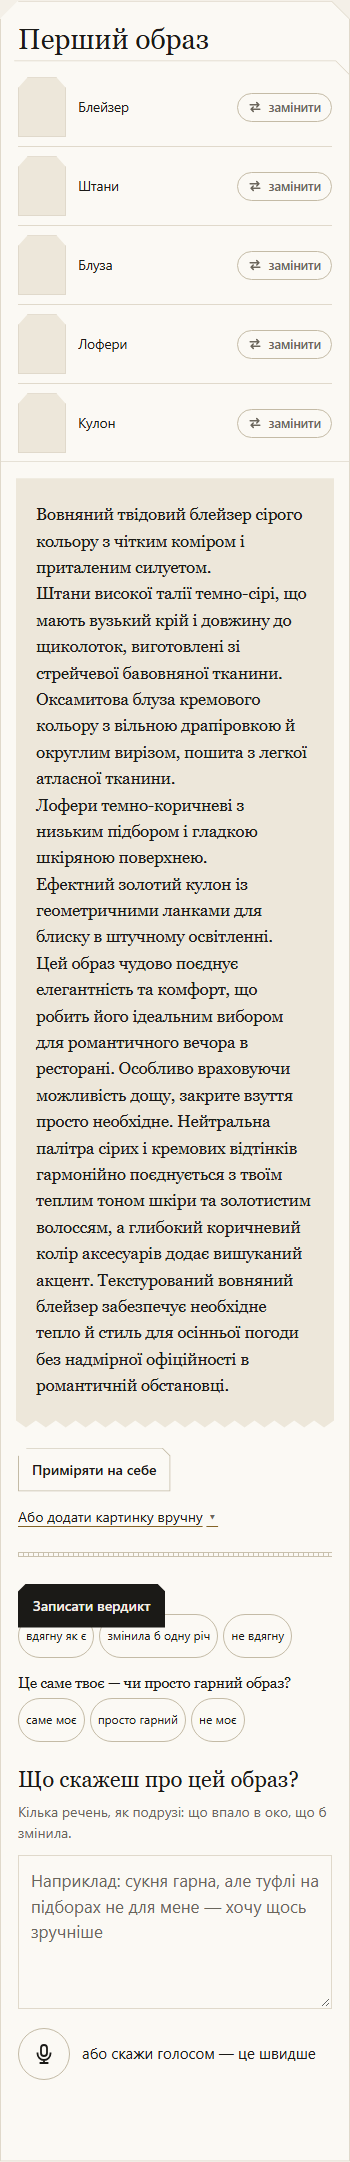 Перший образ
Блейзер
замінити
Штани
замінити
Блуза
замінити
Лофери
замінити
Кулон
замінити
Вовняний твідовий блейзер сірого
кольору з чітким коміром і
приталеним силуетом.
Штани високої талії темно-сірі, що
мають вузький крій і довжину до
щиколоток, виготовлені зі
стрейчевої бавовняної тканини.
Оксамитова блуза кремового
кольору з вільною драпіровкою й
округлим вирізом, пошита з легкої
атласної тканини.
Лофери темно-коричневі з
низьким підбором і гладкою
шкіряною поверхнею.
Ефектний золотий кулон із
геометричними ланками для
блиску в штучному освітленні.
Цей образ чудово поєднує
елегантність та комфорт, що
робить його ідеальним вибором
для романтичного вечора в
ресторані. Особливо враховуючи
можливість дощу, закрите взуття
просто необхідне. Нейтральна
палітра сірих і кремових відтінків
гармонійно поєднується з твоїм
теплим тоном шкіри та золотистим
волоссям, а глибокий коричневий
колір аксесуарів додає вишуканий
акцент. Текстурований вовняний
блейзер забезпечує необхідне
тепло й стиль для осінньої погоди
без надмірної офіційності в
романтичній обстановці.
Приміряти на себе
Або додати картинку вручну
Записати вердикт
вдягну як є
змінила б одну річ
не вдягну
Це саме твоє — чи просто гарний образ?
саме моє
просто гарний
не моє
Що скажеш про цей образ?
Кілька речень, як подрузі: що впало в око, що б
змінила.
Наприклад: сукня гарна, але туфлі на
підборах не для мене — хочу щось
зручніше
або скажи голосом — це швидше